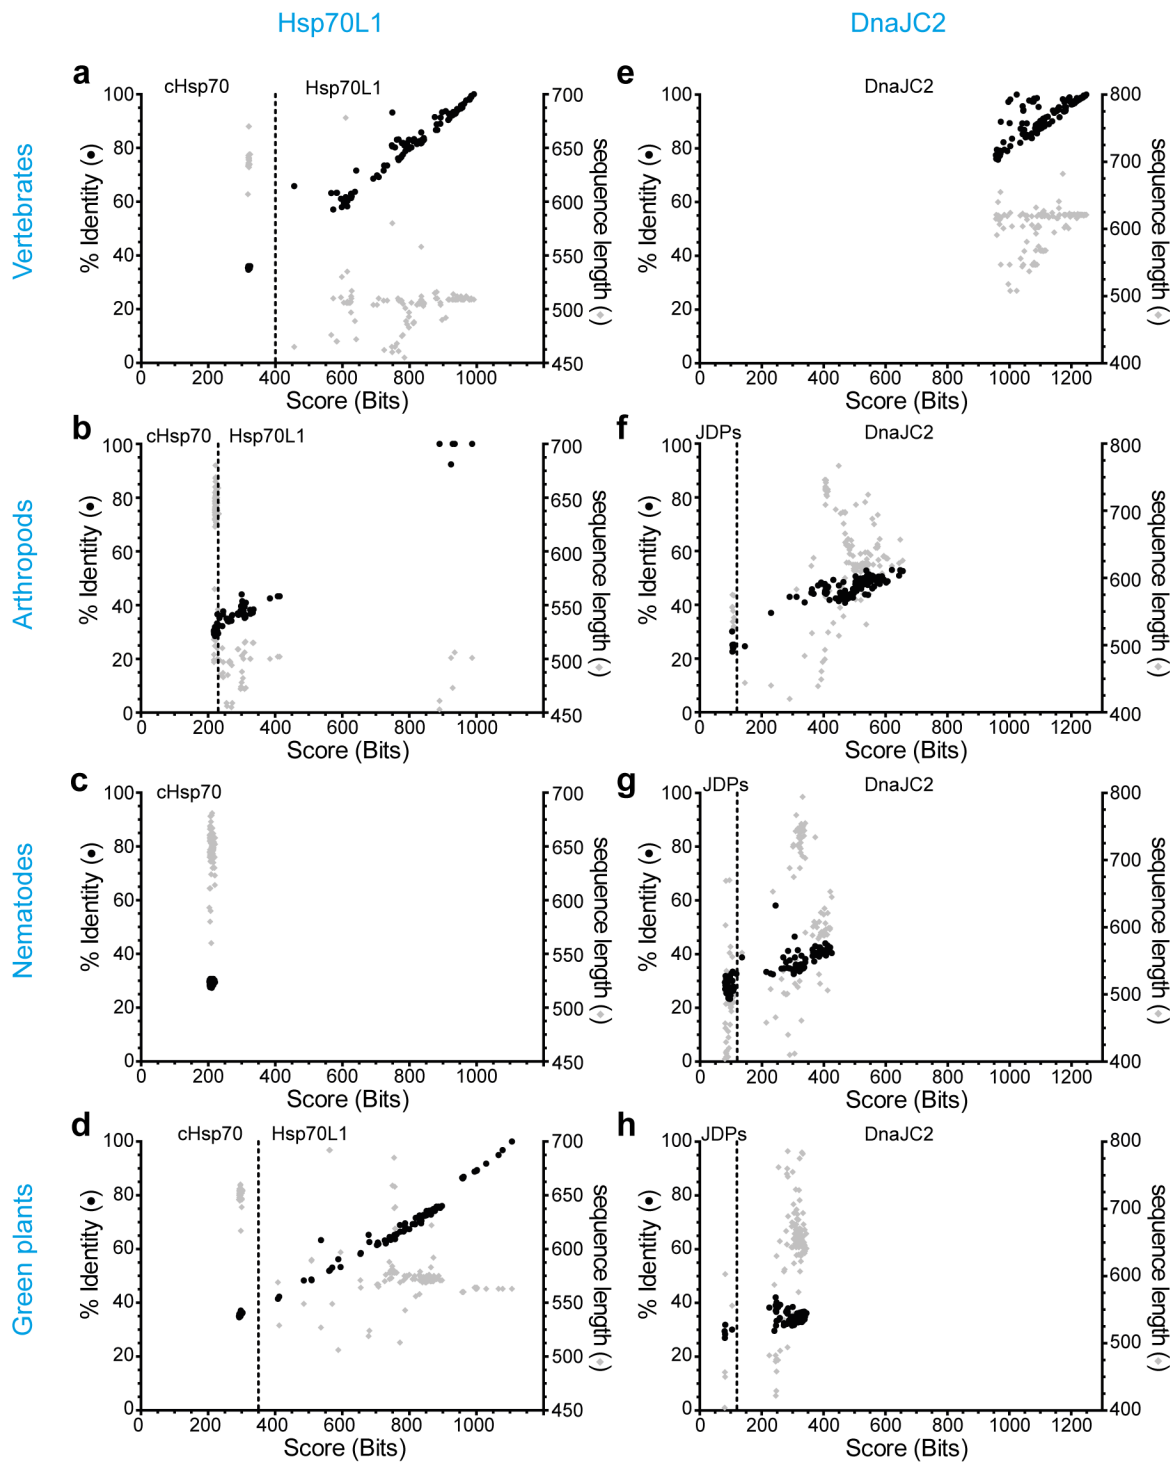 Hsp70L1 DnaJC2
Vertebrates
a
cHsp70 Hsp70L1
% Identity (●)
100
80
60
40
20
0
700
650
600
550
500
450
sequence length (◆)
0 200 400 600 800 1000
Score (Bits)
e
DnaJC2
% Identity (●)
100
80
60
40
20
0
800
700
600
500
400
sequence length (◆)
0 200 400 600 800 1000 1200
Score (Bits)
Arthropods
b
cHsp70 Hsp70L1
% Identity (●)
100
80
60
40
20
0
700
650
600
550
500
450
sequence length (◆)
0 200 400 600 800 1000
Score (Bits)
f
JDPs DnaJC2
% Identity (●)
100
80
60
40
20
0
800
700
600
500
400
sequence length (◆)
0 200 400 600 800 1000 1200
Score (Bits)
Nematodes
c
cHsp70
% Identity (●)
100
80
60
40
20
0
700
650
600
550
500
450
sequence length (◆)
0 200 400 600 800 1000
Score (Bits)
g
JDPs DnaJC2
% Identity (●)
100
80
60
40
20
0
800
700
600
500
400
sequence length (◆)
0 200 400 600 800 1000 1200
Score (Bits)
Green plants
d
cHsp70 Hsp70L1
% Identity (●)
100
80
60
40
20
0
700
650
600
550
500
450
sequence length (◆)
0 200 400 600 800 1000
Score (Bits)
h
JDPs DnaJC2
% Identity (●)
100
80
60
40
20
0
800
700
600
500
400
sequence length (◆)
0 200 400 600 800 1000 1200
Score (Bits)